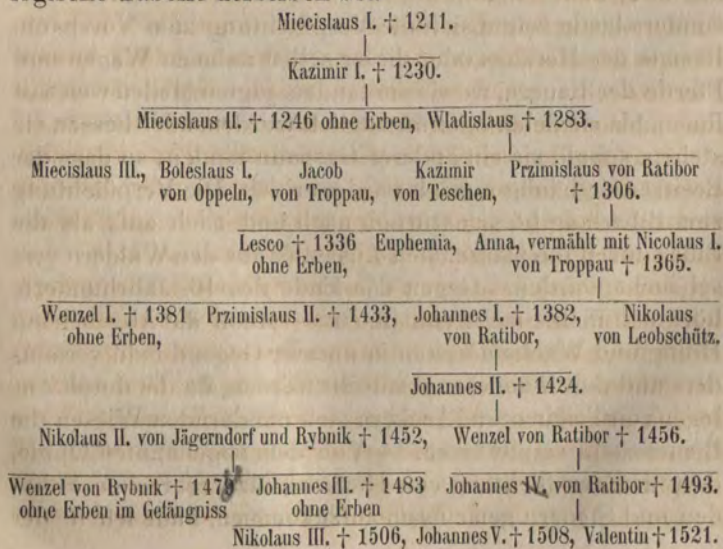 Miecislaus I. † 1211.
Kazimir I. † 1230.
Miecislaus II. † 1246 ohne Erben, Wladislaus † 1283.
Miecislaus III., Boleslaus I. Jacob Kazimir Przimislaus von Ratibor
von Oppeln, von Troppau, von Teschen, † 1306.
Lesco † 1336 Euphemia, Anna, vermählt mit Nicolaus I.
ohne Erben, von Troppau † 1365.
Wenzel I. † 1381 Przimislaus II. † 1433, Johannes I. † 1382, Nikolaus
ohne Erben, von Ratibor, von Leobschütz.
Johannes II. † 1424.
Nikolaus II. von Jägerndorf und Rybnik † 1452, Wenzel von Ratibor † 1456.
Wenzel von Rybnik † Johannes III. † 1483 Johannes IV. von Ratibor † 1493.
ohne Erben im Gefängniss ohne Erben
Nikolaus III. † 1506, Johannes V. † 1508, Valentin † 1521.